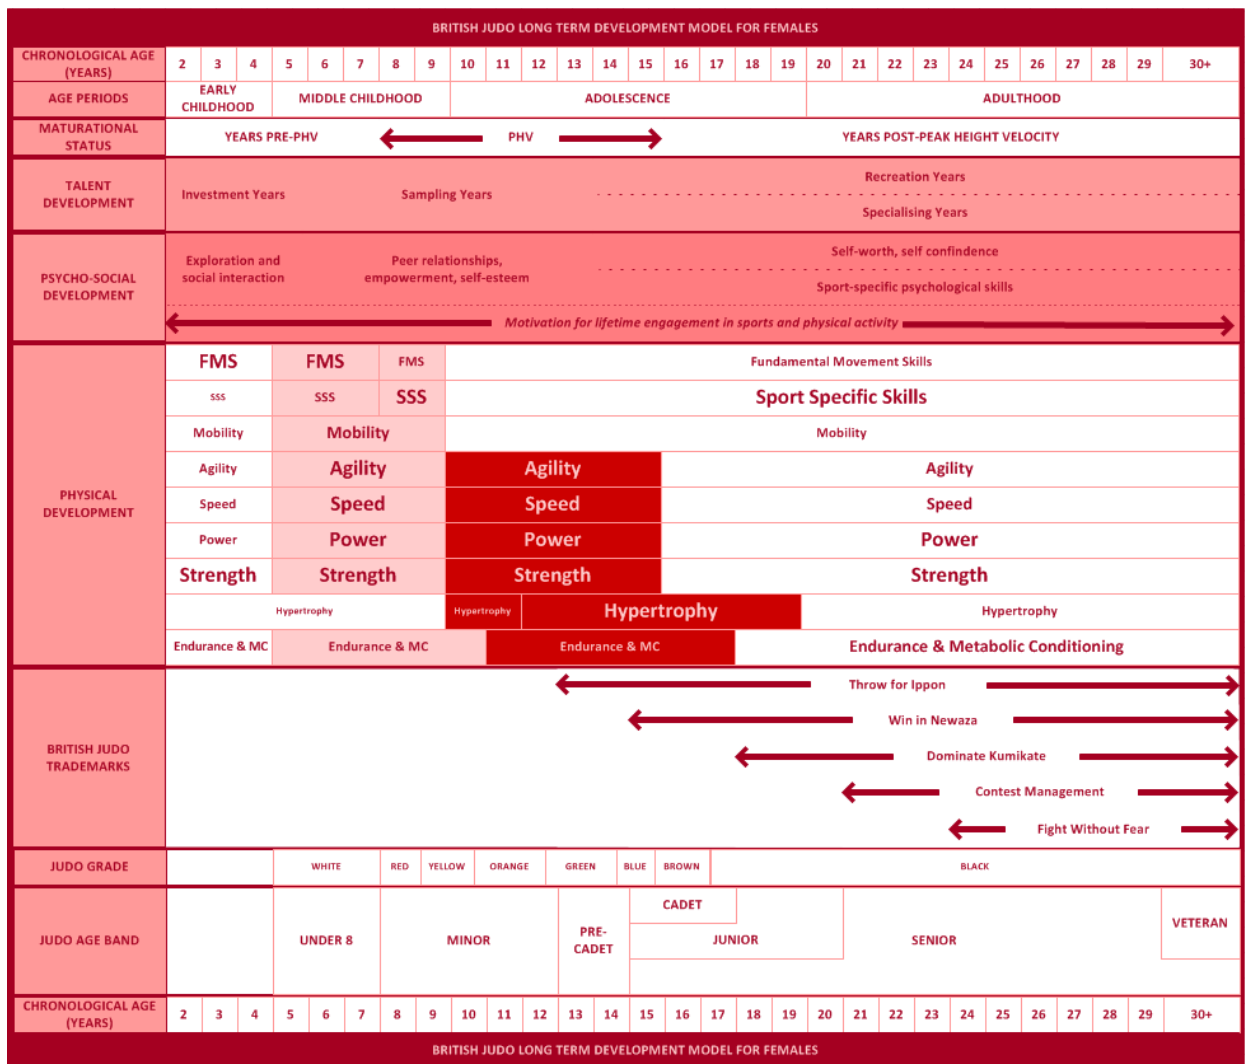 BRITISH JUDO LONG TERM DEVELOPMENT MODEL FOR FEMALES
CHRONOLOGICAL AGE
(YEARS)
2 3 4 5 6 7 8 9 10 11 12 13 14 15 16 17 18 19 20 21 22 23 24 25 26 27 28 29 30+
AGE PERIODS
EARLY
CHILDHOOD
MIDDLE CHILDHOOD
ADOLESCENCE
ADULTHOOD
MATURATIONAL
STATUS
YEARS PRE-PHV
PHV
YEARS POST-PEAK HEIGHT VELOCITY
TALENT
DEVELOPMENT
Investment Years
Sampling Years
Recreation Years
Specialising Years
PSYCHO-SOCIAL
DEVELOPMENT
Exploration and
social interaction
Peer relationships,
empowerment, self-esteem
Self-worth, self confindence
Sport-specific psychological skills
Motivation for lifetime engagement in sports and physical activity
PHYSICAL
DEVELOPMENT
FMS FMS FMS Fundamental Movement Skills
SSS SSS SSS Sport Specific Skills
Mobility Mobility Mobility
Agility Agility Agility Agility
Speed Speed Speed Speed
Power Power Power Power
Strength Strength Strength Strength
Hypertrophy Hypertrophy Hypertrophy Hypertrophy
Endurance & MC Endurance & MC Endurance & MC Endurance & Metabolic Conditioning
BRITISH JUDO
TRADEMARKS
Throw for Ippon
Win in Newaza
Dominate Kumikate
Contest Management
Fight Without Fear
JUDO GRADE
WHITE RED YELLOW ORANGE GREEN BLUE BROWN BLACK
JUDO AGE BAND
UNDER 8
MINOR
PRE-
CADET
CADET
JUNIOR
SENIOR
VETERAN
CHRONOLOGICAL AGE
(YEARS)
2 3 4 5 6 7 8 9 10 11 12 13 14 15 16 17 18 19 20 21 22 23 24 25 26 27 28 29 30+
BRITISH JUDO LONG TERM DEVELOPMENT MODEL FOR FEMALES